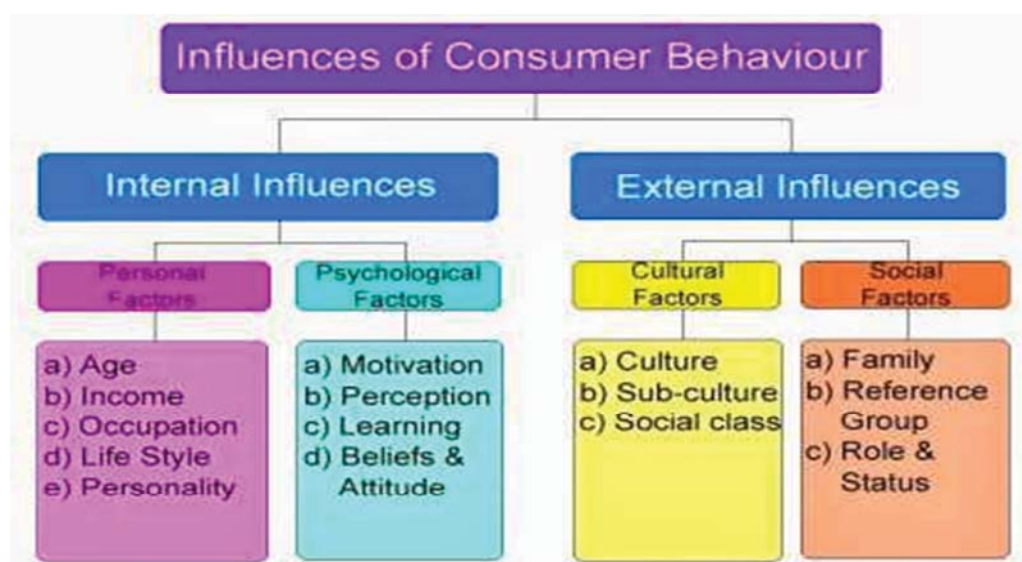 Influences of Consumer Behaviour
Internal Influences
External Influences
Personal
Factors
Psychological
Factors
Cultural
Factors
Social
Factors
a) Age
b) Income
c) Occupation
d) Life Style
e) Personality
a) Motivation
b) Perception
c) Learning
d) Beliefs &
Attitude
a) Culture
b) Sub-culture
c) Social class
a) Family
b) Reference
Group
c) Role &
Status